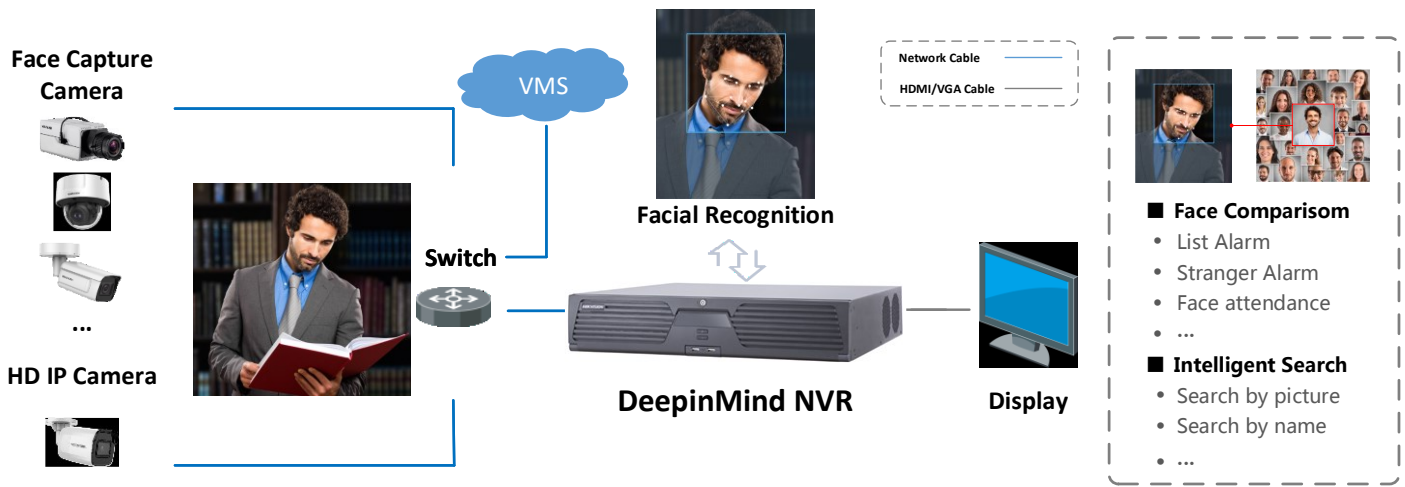 Face Capture
Camera
...
HD IP Camera
VMS
Switch
Facial Recognition
DeepinMind NVR
Display
Network Cable
HDMI/VGA Cable
■ Face Comparisom
• List Alarm
• Stranger Alarm
• Face attendance
• ...
■ Intelligent Search
• Search by picture
• Search by name
• ...